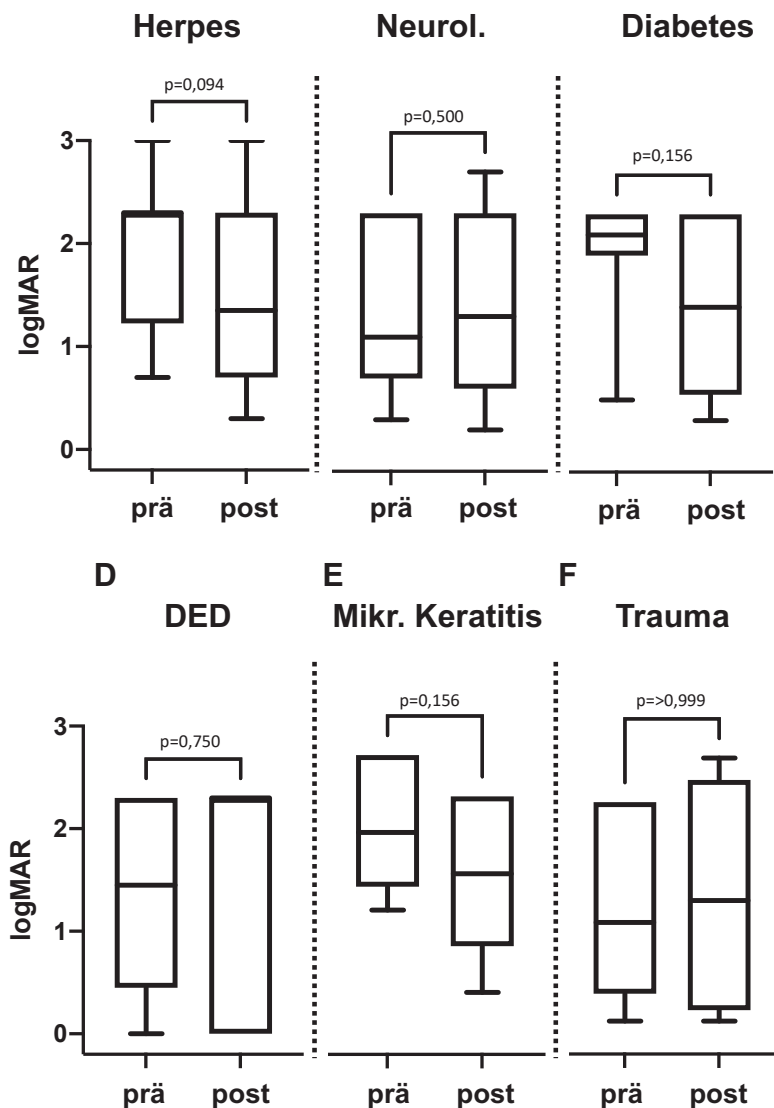 Herpes Neurol. Diabetes
p=0,094 p=0,500 p=0,156
3
2
1
0
logMAR
prä post prä post prä post
D E F
DED Mikr. Keratitis Trauma
p=0,750 p=0,156 p=>0,999
3
2
1
0
logMAR
prä post prä post prä post